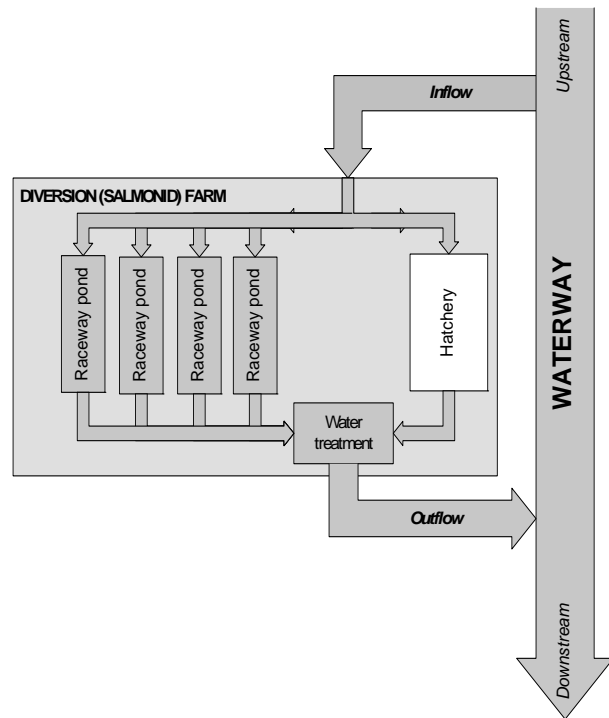 Upstream
Inflow
DIVERSION (SALMONID) FARM
Raceway pond
Raceway pond
Raceway pond
Raceway pond
Hatchery
WATERWAY
Water
treatment
Outflow
Downstream